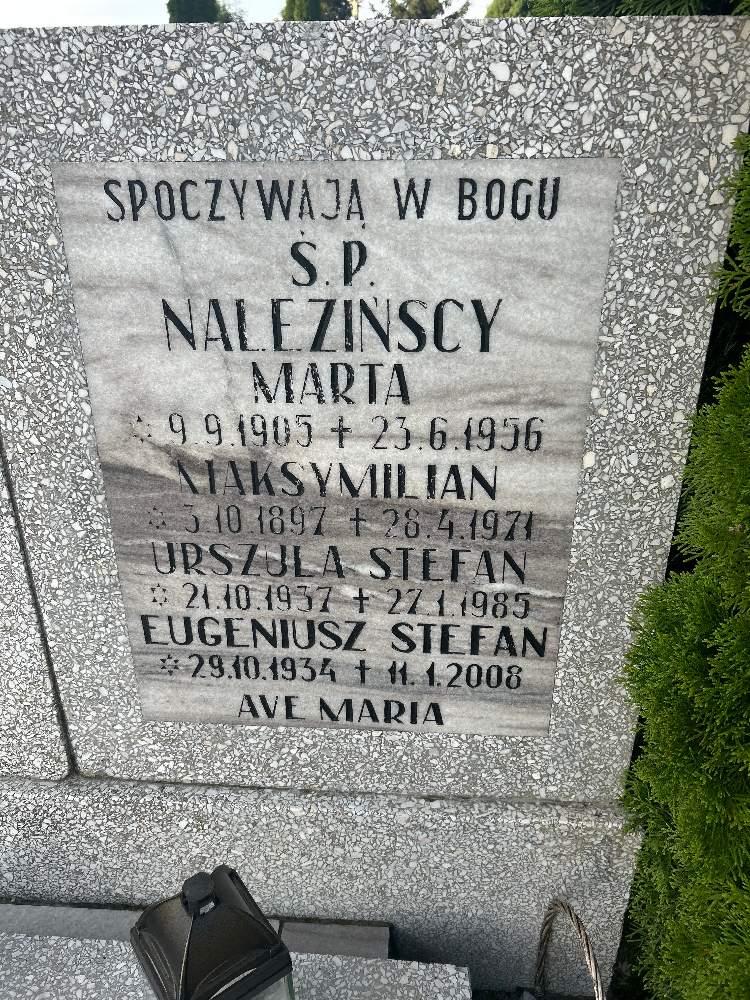 SPOCZYWAJĄ W BOGU
Ś.P.
NALEZIŃSCY
MARTA
✡ 9.9.1905 ✝ 23.6.1956
MAKSYMILIAN
✡ 3.10.1897 ✝ 28.4.1971
URSZULA STEFAN
✡ 21.10.1937 ✝ 27.1.1985
EUGENIUSZ STEFAN
✡ 29.10.1934 ✝ 11.1.2008
AVE MARIA